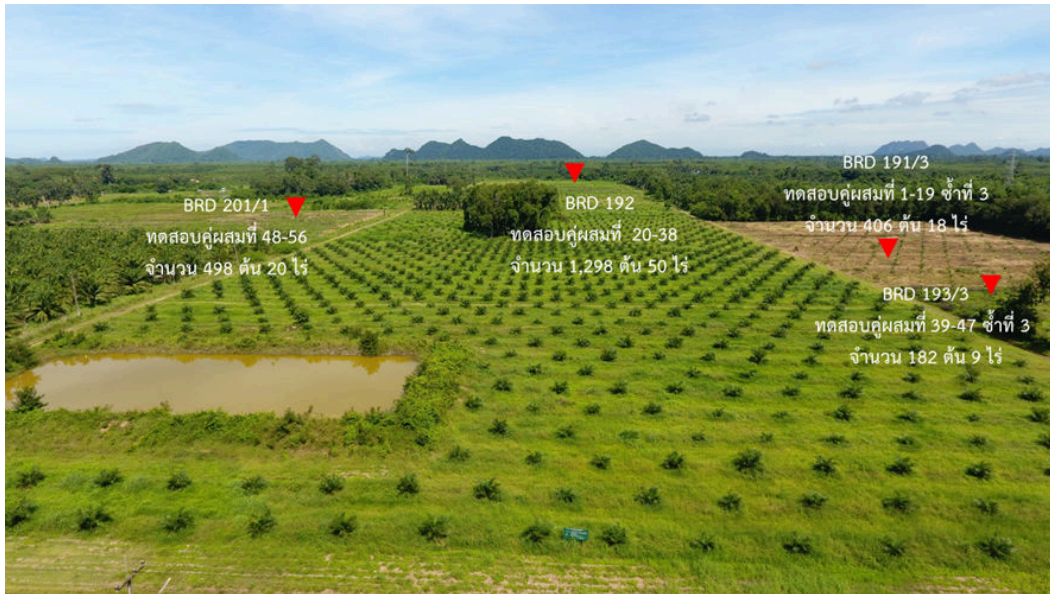 BRD 201/1
ทดสอบคู่ผสมที่ 48-56
จำนวน 498 ต้น 20 ไร่
BRD 192
ทดสอบคู่ผสมที่ 20-38
จำนวน 1,298 ต้น 50 ไร่
BRD 191/3
ทดสอบคู่ผสมที่ 1-19 ซ้ำที่ 3
จำนวน 406 ต้น 18 ไร่
BRD 193/3
ทดสอบคู่ผสมที่ 39-47 ซ้ำที่ 3
จำนวน 182 ต้น 9 ไร่